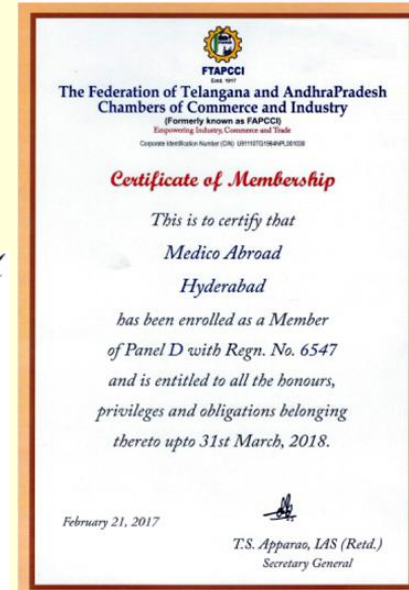 FTAPCCI
Estd. 1917
The Federation of Telangana and AndhraPradesh
Chambers of Commerce and Industry
(Formerly known as FAPCCI)
Empowering Industry, Commerce and Trade
Corporate Identification Number (CIN)
Certificate of Membership
This is to certify that
Medico Abroad
Hyderabad
has been enrolled as a Member
of Panel D with Regn. No. 6547
and is entitled to all the honours,
privileges and obligations belonging
thereto upto 31st March, 2018.
February 21, 2017
T.S. Apparao, IAS (Retd.)
Secretary General